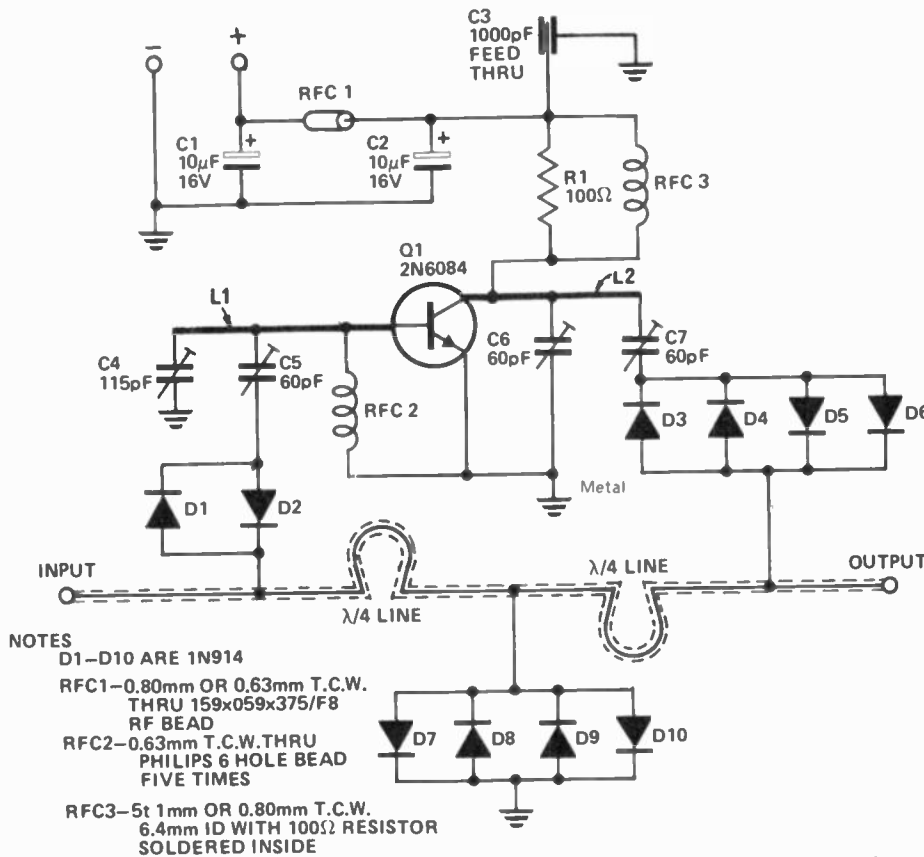 C3
1000pF
FEED
THRU
−
+
RFC 1
C1
10µF
16V
+
C2
10µF
16V
+
R1
100Ω
RFC 3
Q1
2N6084
L1
L2
C4
115pF
C5
60pF
RFC 2
C6
60pF
C7
60pF
D1
D2
D3
D4
D5
D6
Metal
INPUT
λ/4 LINE
λ/4 LINE
OUTPUT
NOTES
D1–D10 ARE 1N914
RFC1–0.80mm OR 0.63mm T.C.W.
THRU 159x059x375/F8
RF BEAD
RFC2–0.63mm T.C.W.THRU
PHILIPS 6 HOLE BEAD
FIVE TIMES
RFC3–5t 1mm OR 0.80mm T.C.W.
6.4mm ID WITH 100Ω RESISTOR
SOLDERED INSIDE
D7
D8
D9
D10